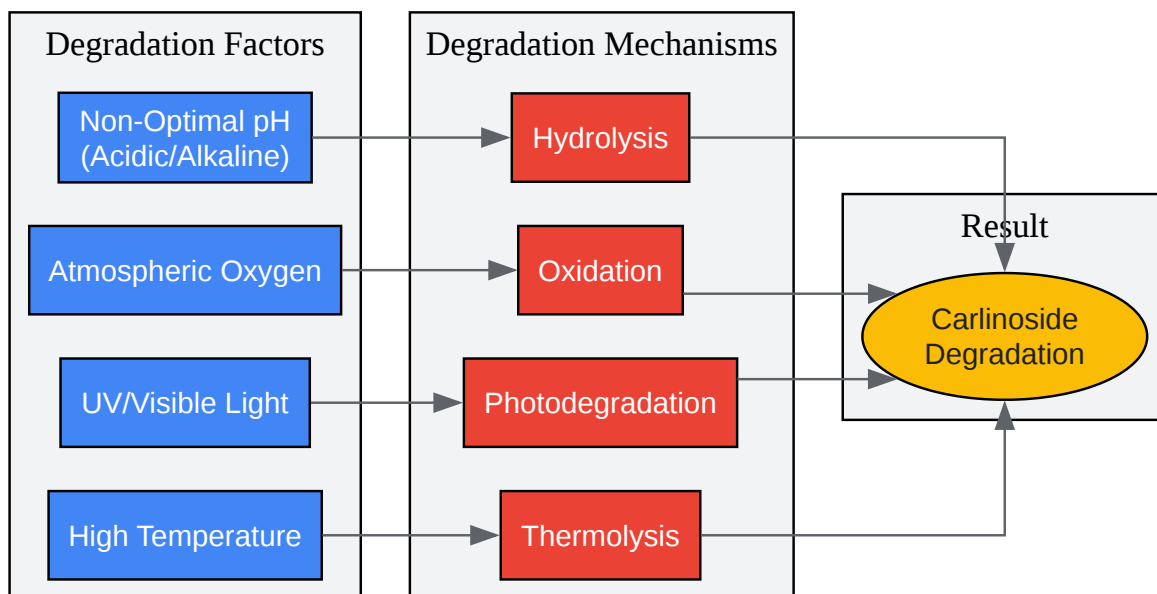 Degradation Factors
Non-Optimal pH
(Acidic/Alkaline)
Atmospheric Oxygen
UV/Visible Light
High Temperature
Degradation Mechanisms
Hydrolysis
Oxidation
Photodegradation
Thermolysis
Result
Carlinoside
Degradation